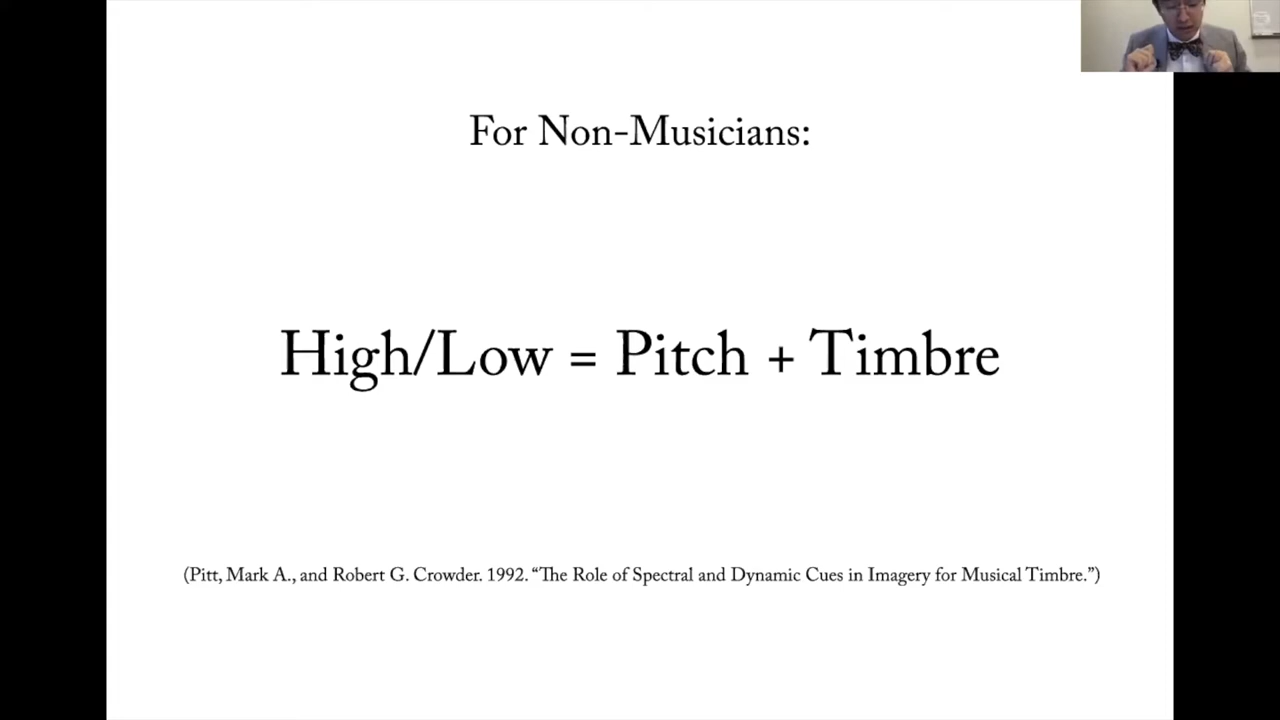 For Non-Musicians:
High/Low = Pitch + Timbre
(Pitt, Mark A., and Robert G. Crowder. 1992. “The Role of Spectral and Dynamic Cues in Imagery for Musical Timbre.”)